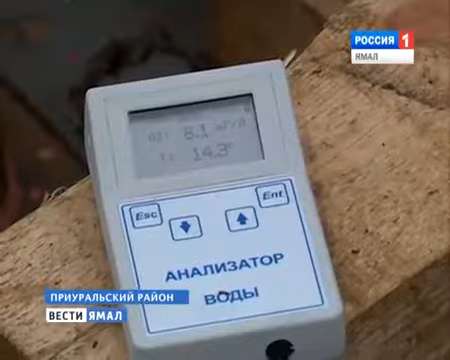 РОССИЯ 1
ЯМАЛ
8.1 мг/л
14.3°
Esc
Ent
АНАЛИЗАТОР
ВОДЫ
ПРИУРАЛЬСКИЙ РАЙОН
ВЕСТИ ЯМАЛ